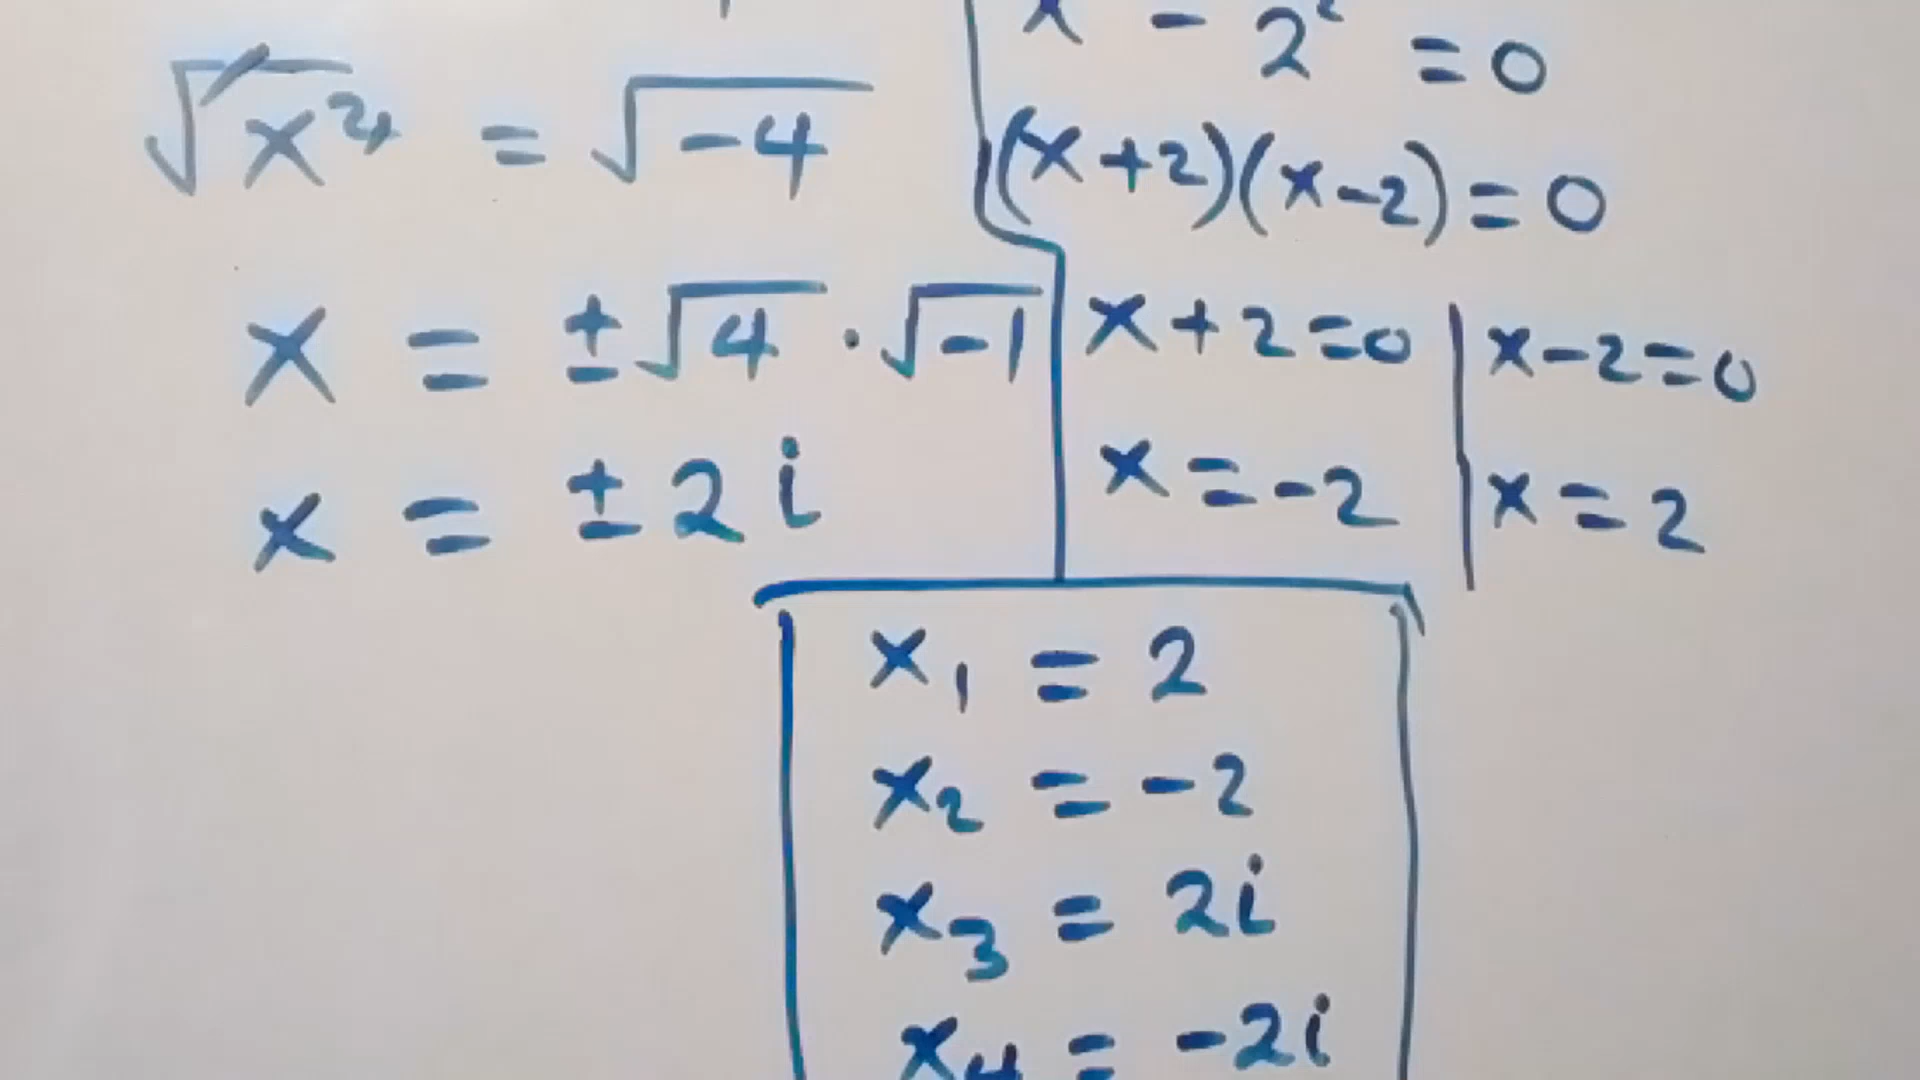 x - 2² = 0
√x² = √-4
(x+2)(x-2) = 0
x = ±√4 · √-1
x+2=0 | x-2=0
x = ±2i
x=-2 | x=2
x₁ = 2
x₂ = -2
x₃ = 2i
x₄ = -2i